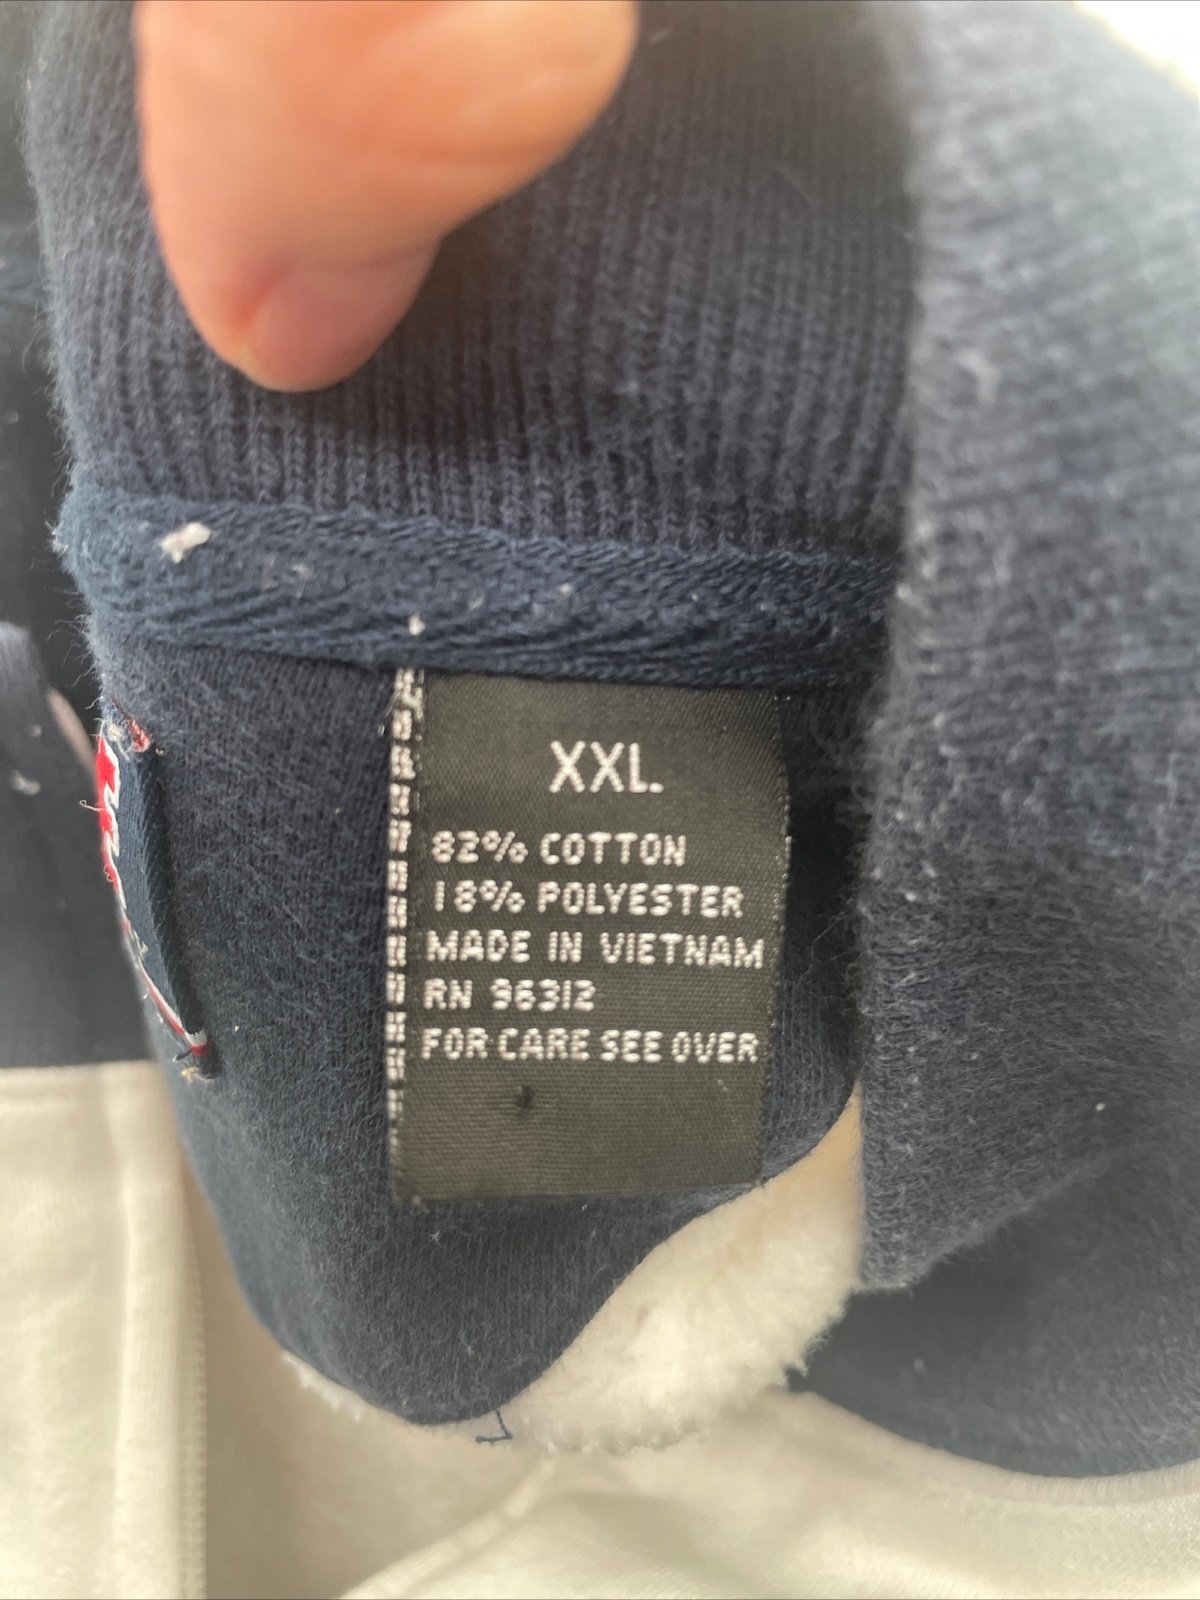 XXL
82% COTTON
18% POLYESTER
MADE IN VIETNAM
RN 96312
FOR CARE SEE OVER